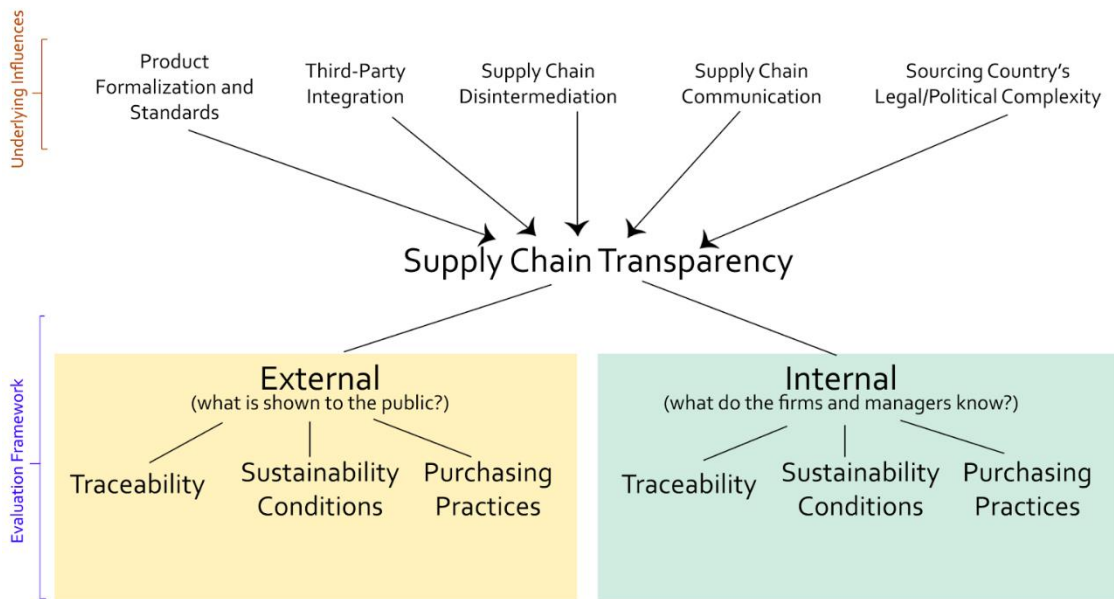 Underlying Influences
Product
Formalization and
Standards
Third-Party
Integration
Supply Chain
Disintermediation
Supply Chain
Communication
Sourcing Country's
Legal/Political Complexity
Supply Chain Transparency
Evaluation Framework
External
(what is shown to the public?)
Traceability
Sustainability
Conditions
Purchasing
Practices
Internal
(what do the firms and managers know?)
Traceability
Sustainability
Conditions
Purchasing
Practices